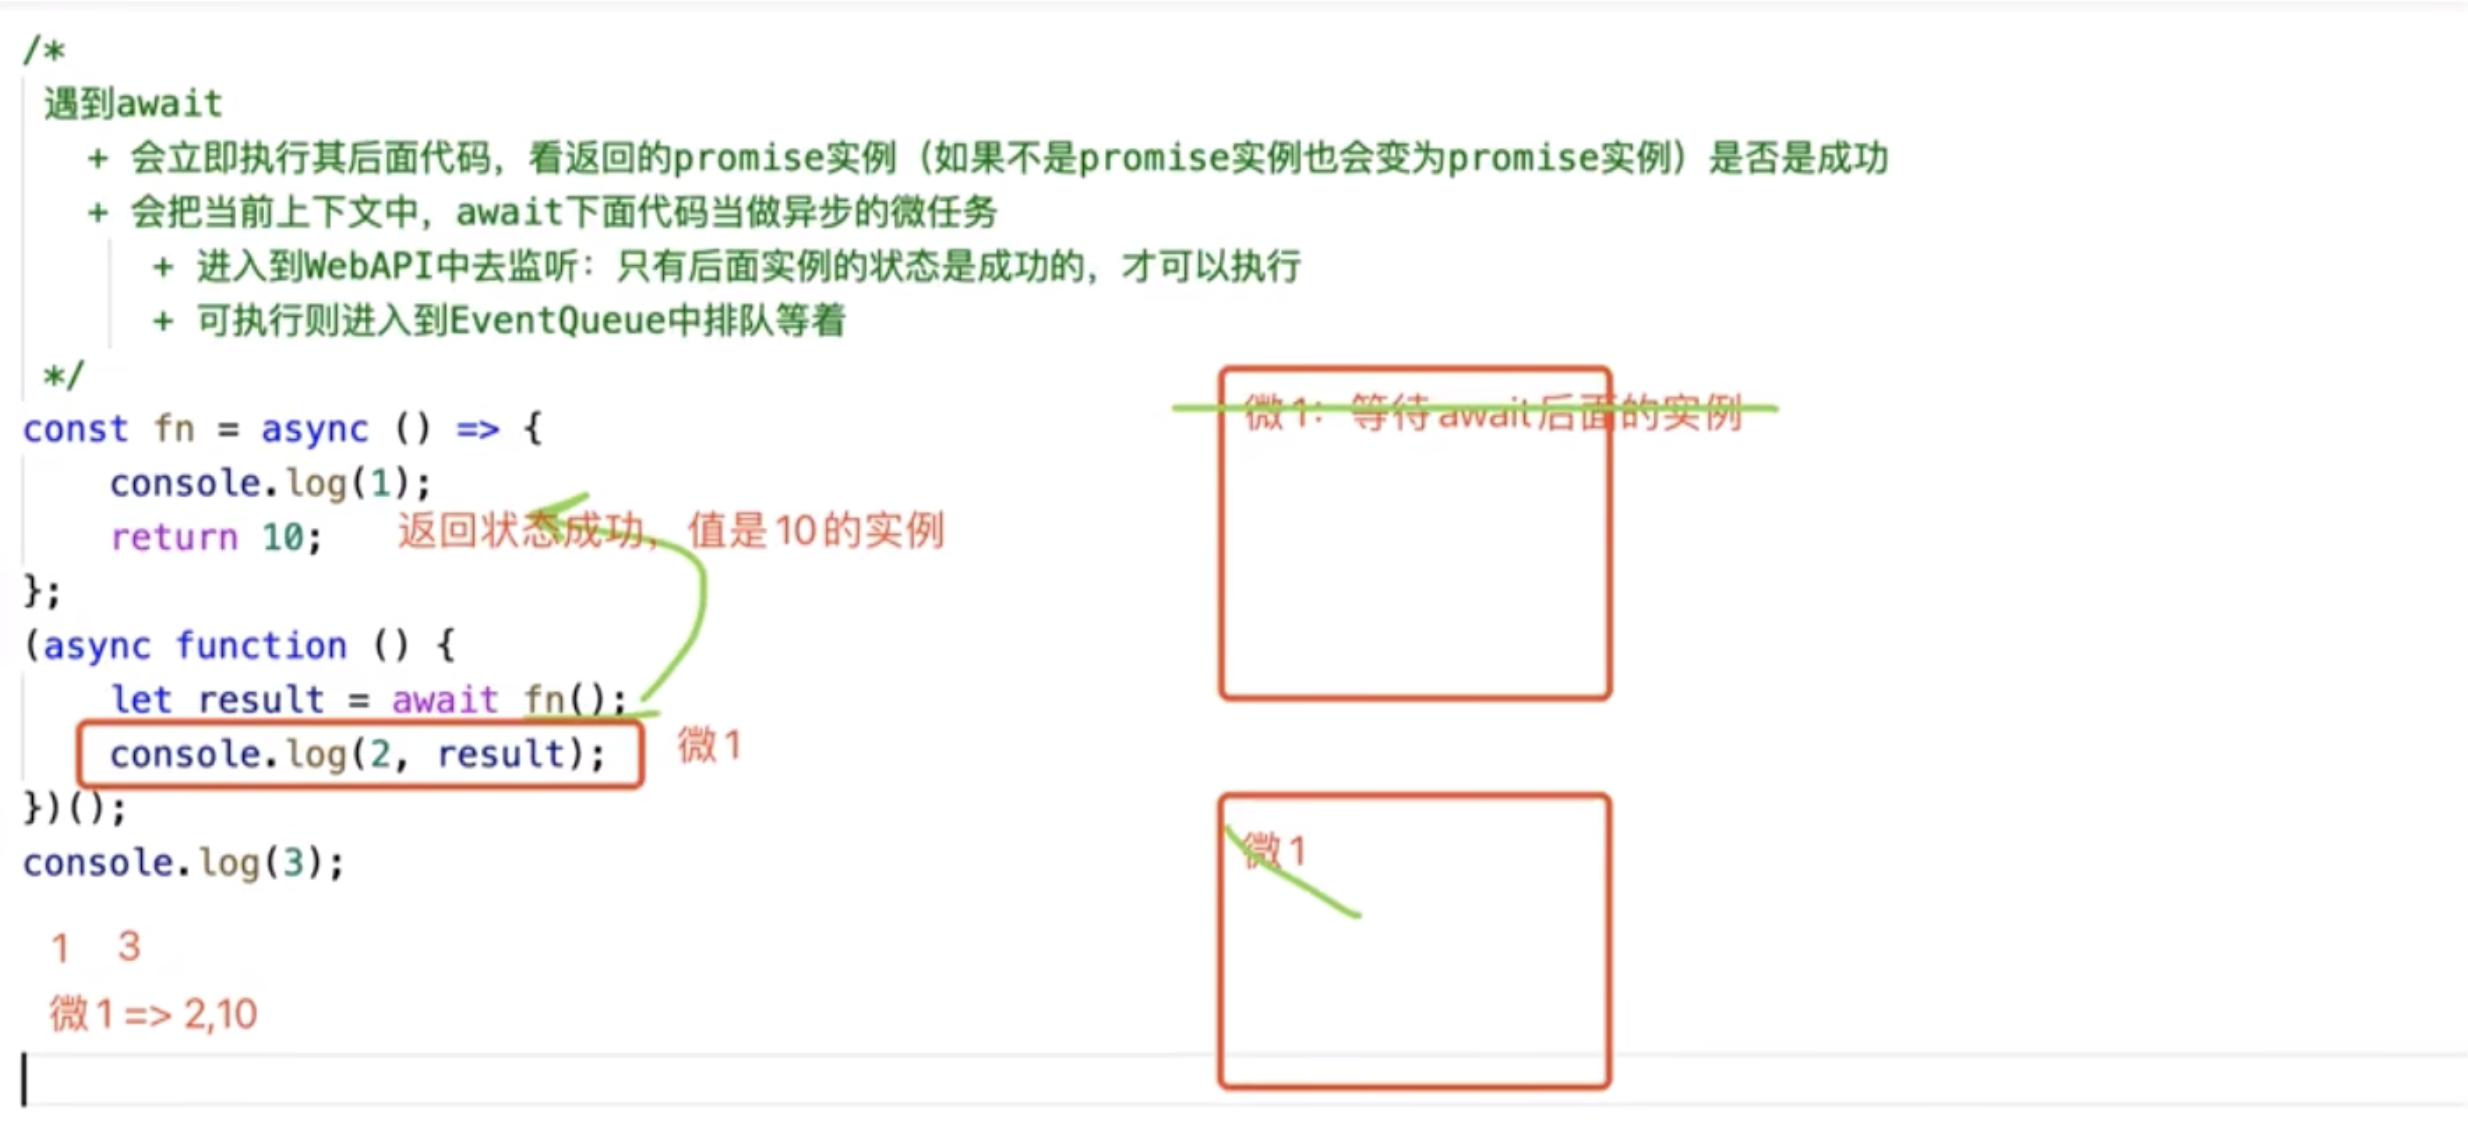 /*
遇到await
+ 会立即执行其后面代码，看返回的promise实例（如果不是promise实例也会变为promise实例）是否是成功
+ 会把当前上下文中，await下面代码当做异步的微任务
+ 进入到WebAPI中去监听：只有后面实例的状态是成功的，才可以执行
+ 可执行则进入到EventQueue中排队等着
*/
微1：等待await后面的实例
const fn = async () => {
console.log(1);
return 10; 返回状态成功，值是10的实例
};
(async function () {
let result = await fn();
console.log(2, result); 微1
})();
微1
console.log(3);
1 3
微1=> 2,10